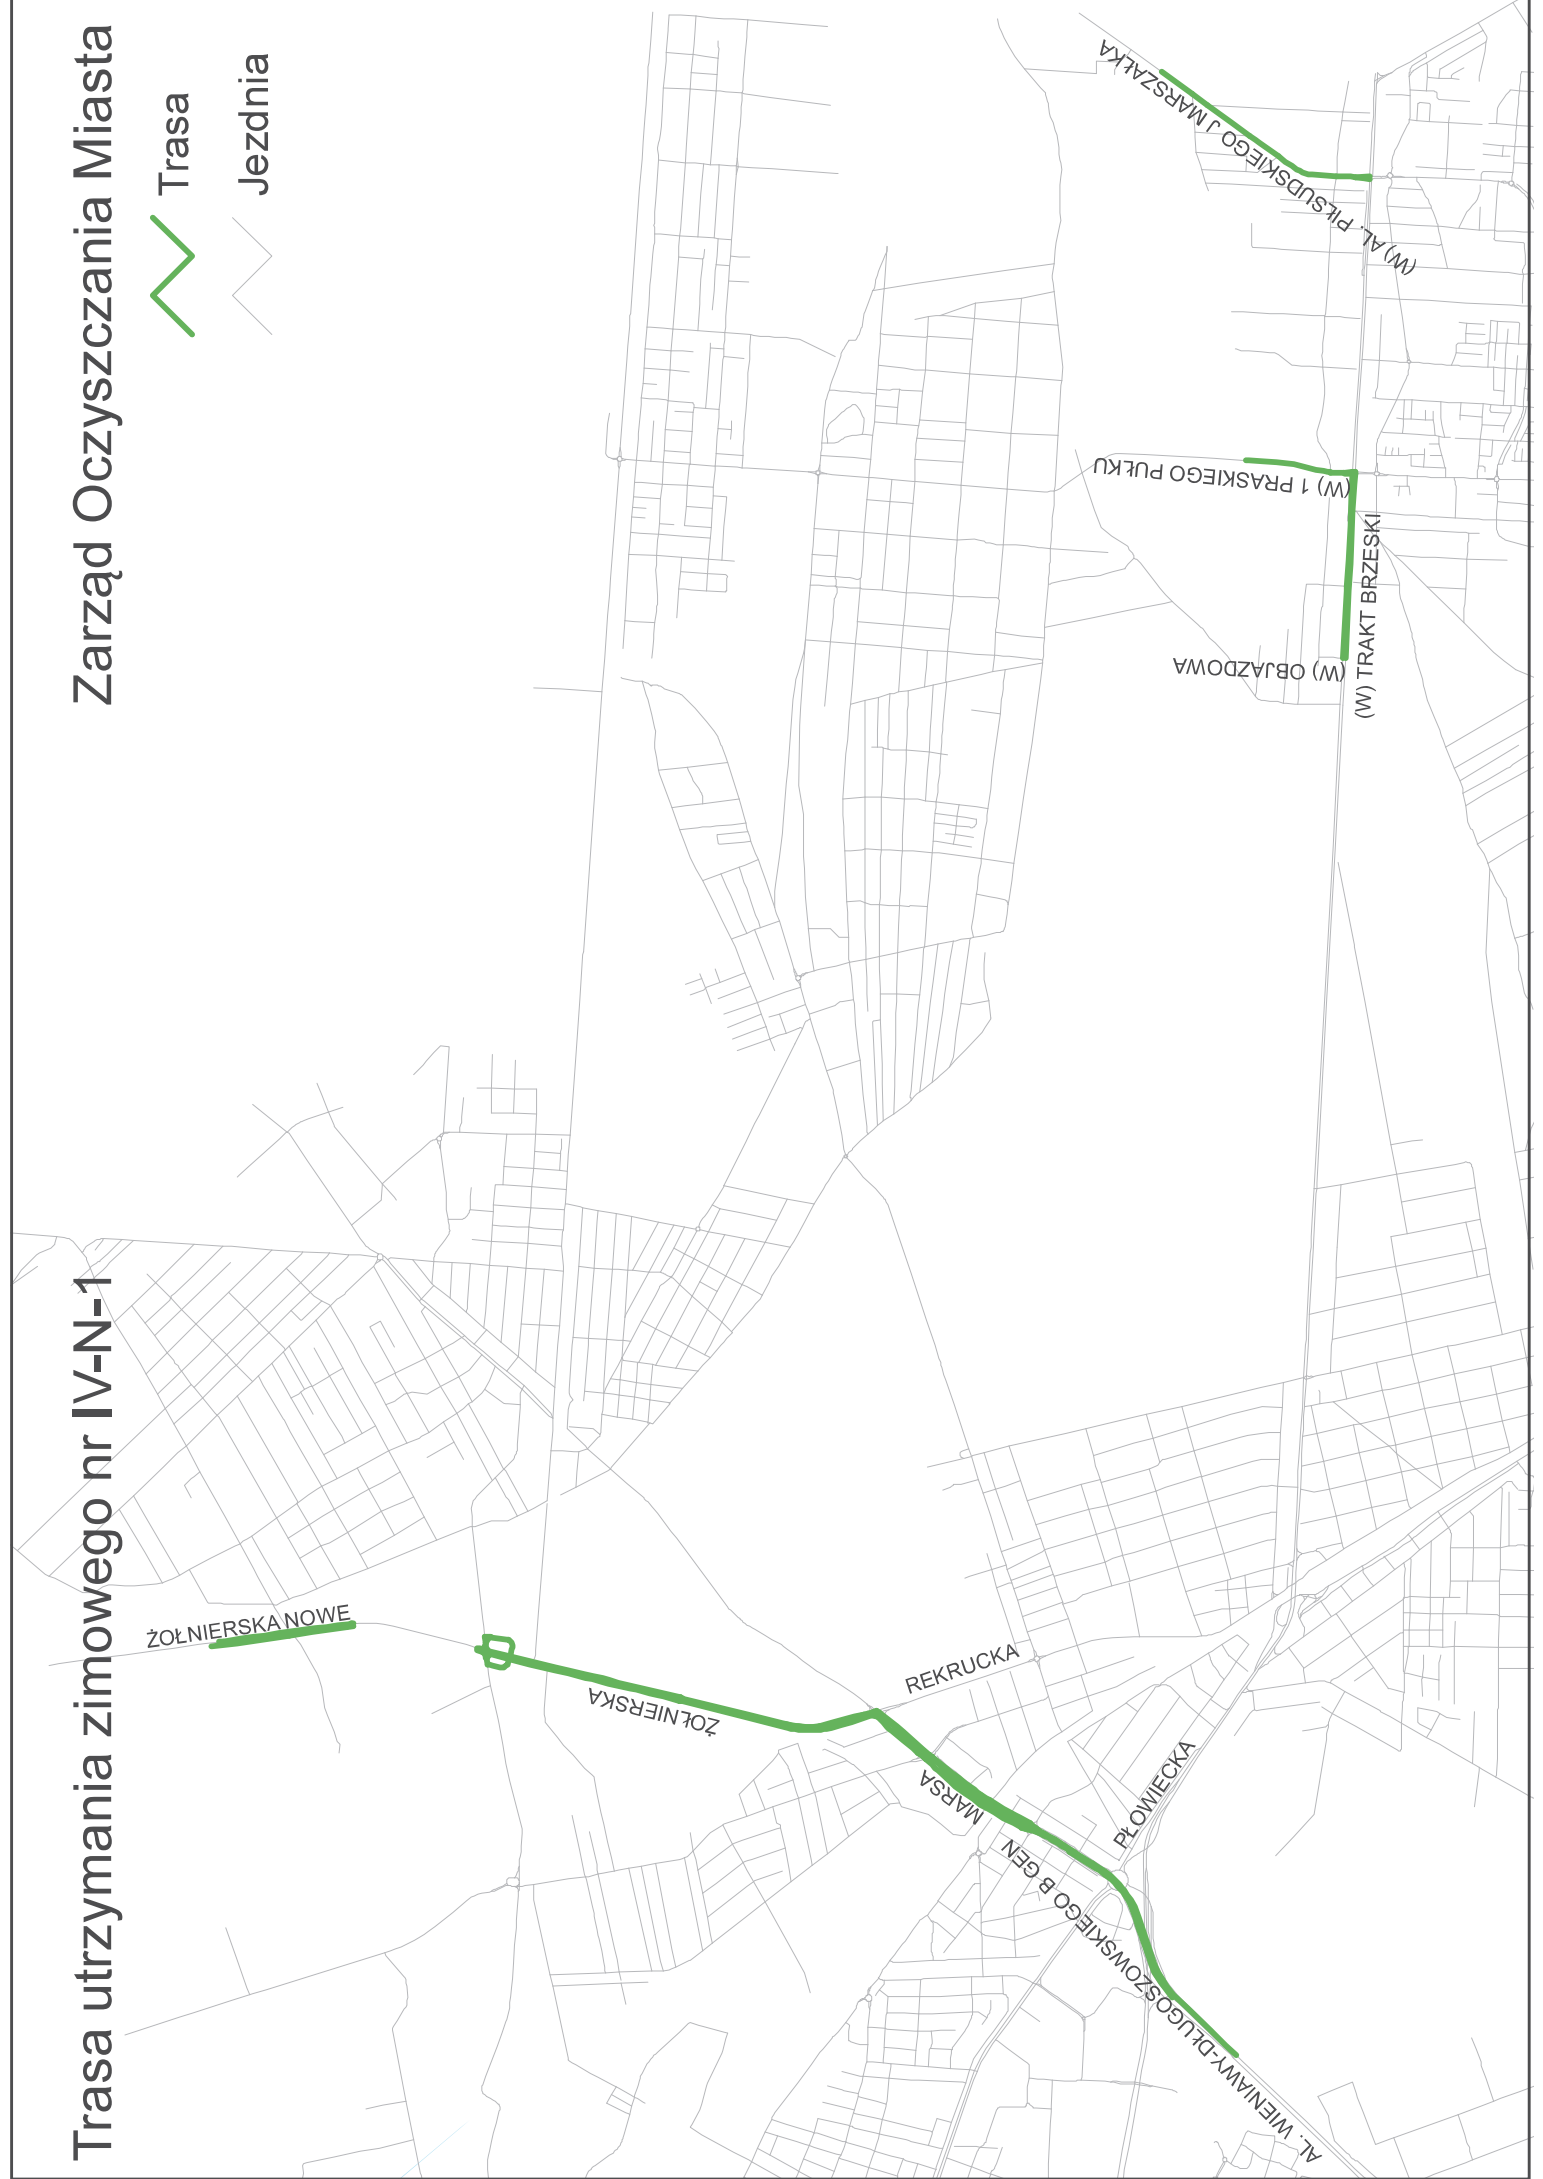 Trasa utrzymania zimowego nr IV-N-1
Zarząd Oczyszczania Miasta
Trasa
Jezdnia
ŻOŁNIERSKA NOWE
ŻOŁNIERSKA
REKRUCKA
MARSA
PŁOWIECKA
AL. WIENIAWY-DŁUGOSZOWSKIEGO B GEN
(W) OBJAZDOWA
(W) TRAKT BRZESKI
(W) 1 PRASKIEGO PUŁKU
(W) AL. PIŁSUDSKIEGO J MARSZAŁKA